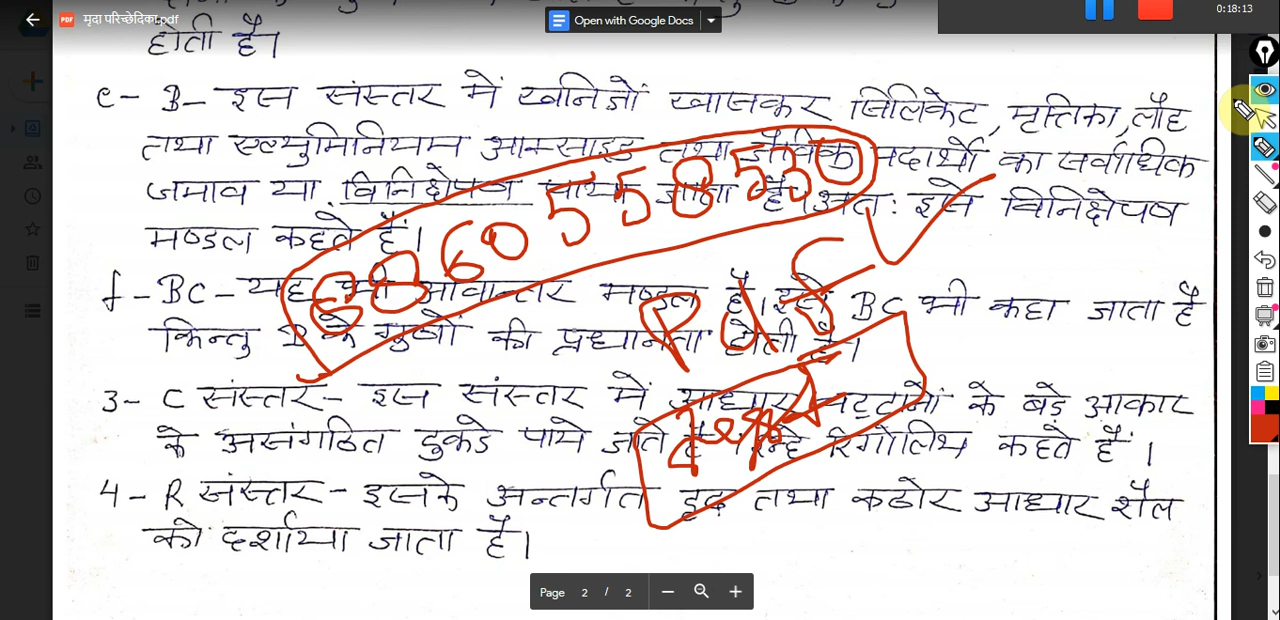 मृदा परिच्छेदिका.pdf
Open with Google Docs
0:18:13
होती है।
e- B- इस संस्तर में खनिजों खासकर सिलिकेट, मृत्तिका, लौह
तथा एल्युमिनियम आक्साइड तथा जैविक पदार्थो का सर्वाधिक
जमाव या विनिक्षेपण पाया जाता है। अतः इसे विनिक्षेपण
मण्डल कहते हैं।
f- BC- यह भी आवान्तर मण्डल है। इसे BC भी कहा जाता है
किन्तु B के गुणों की प्रधानता होती है।
3- C संस्तर- इस संस्तर में आधार चट्टानों के बड़े आकार
के असंगठित टुकडे पाये जाते है। इन्हे रिगोलिथ कहते हैं।
4- R संस्तर- इसके अन्तर्गत दृढ़ तथा कठोर आधार शैल
को दर्शाया जाता है।
Page 2 / 2